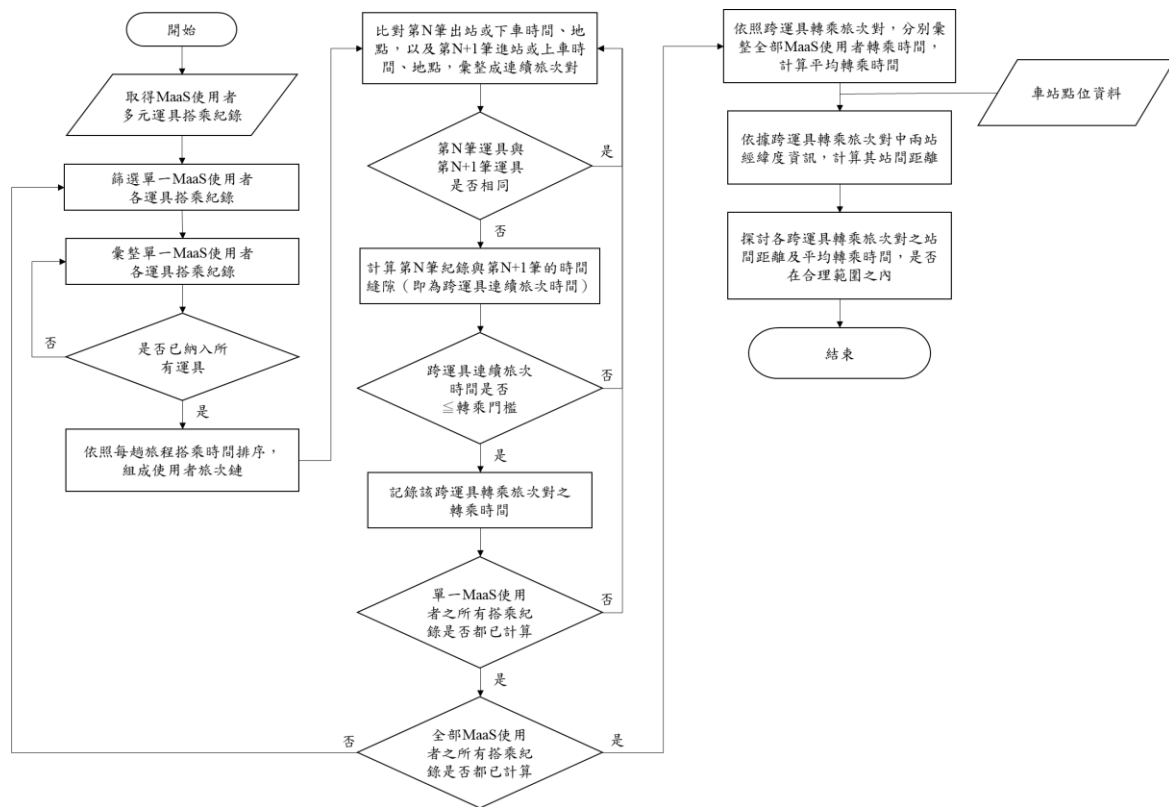 開始
取得MaaS使用者
多元運具搭乘紀錄
篩選單一MaaS使用者
各運具搭乘紀錄
彙整單一MaaS使用者
各運具搭乘紀錄
否
是否已納入所
有運具
是
依照每趟旅程搭乘時間排序，
組成使用者旅次鏈
比對第N筆出站或下車時間、地
點，以及第N+1筆進站或上車時
間、地點，彙整成連續旅次對
第N筆運具與
第N+1筆運具
是否相同
是
否
計算第N筆紀錄與第N+1筆的時間
縫隙（即為跨運具連續旅次時間）
跨運具連續旅次
時間是否
≦轉乘門檻
否
是
記錄該跨運具轉乘旅次對之
轉乘時間
單一MaaS使用
者之所有搭乘紀
錄是否都已計算
否
是
否
全部MaaS使用
者之所有搭乘紀
錄是否都已計算
是
依照跨運具轉乘旅次對，分別彙
整全部MaaS使用者轉乘時間，
計算平均轉乘時間
車站點位資料
依據跨運具轉乘旅次對中兩站
經緯度資訊，計算其站間距離
探討各跨運具轉乘旅次對之站
間距離及平均轉乘時間，是否
在合理範圍之內
結束